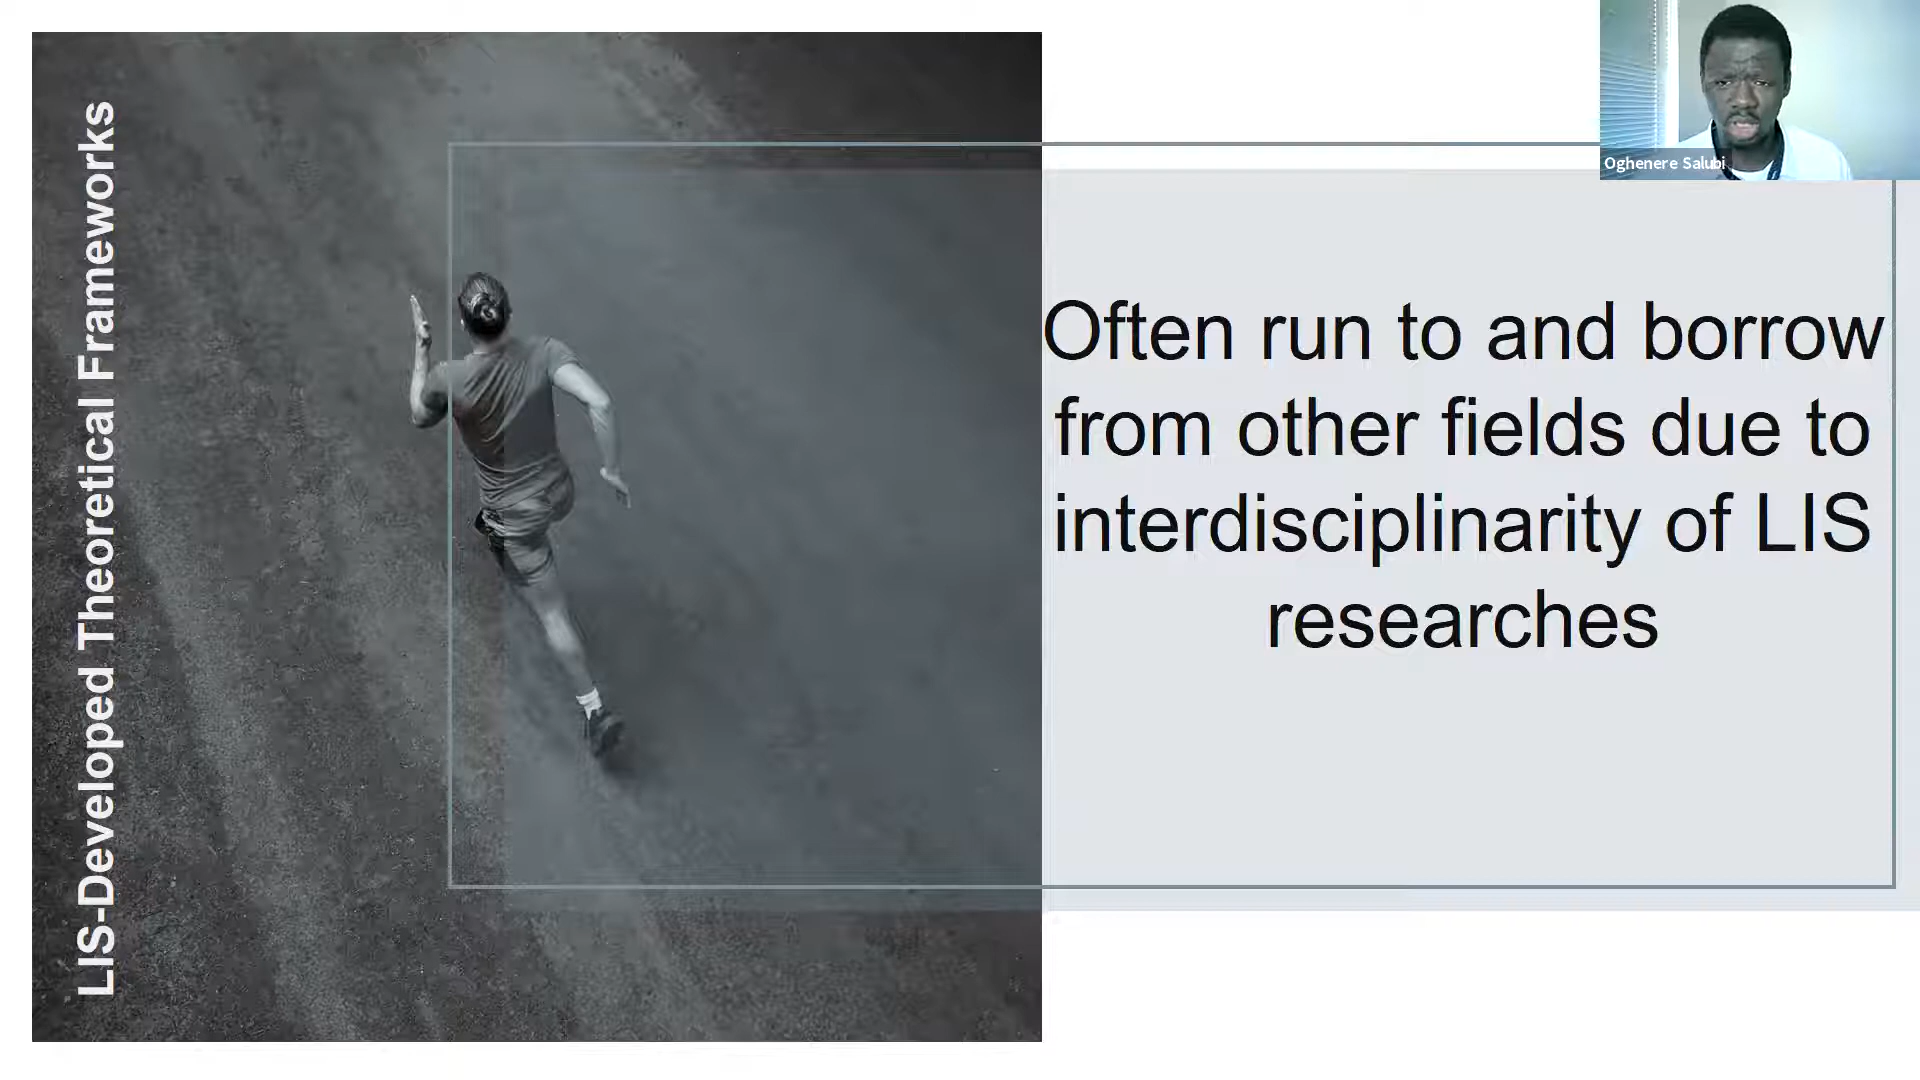 LIS-Developed Theoretical Frameworks
Often run to and borrow
from other fields due to
interdisciplinarity of LIS
researches
Oghenere Salubi